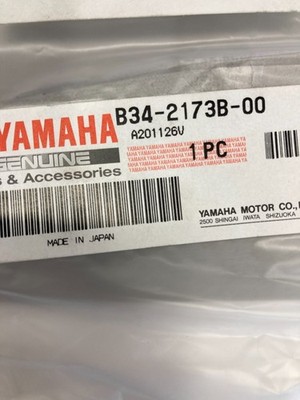 YAMAHA B34-2173B-00
A201126V
GENUINE
1 PC
s & Accessories
YAMAHA MOTOR CO.,
2500 SHINGAI IWATA SHIZUOKA
MADE IN JAPAN